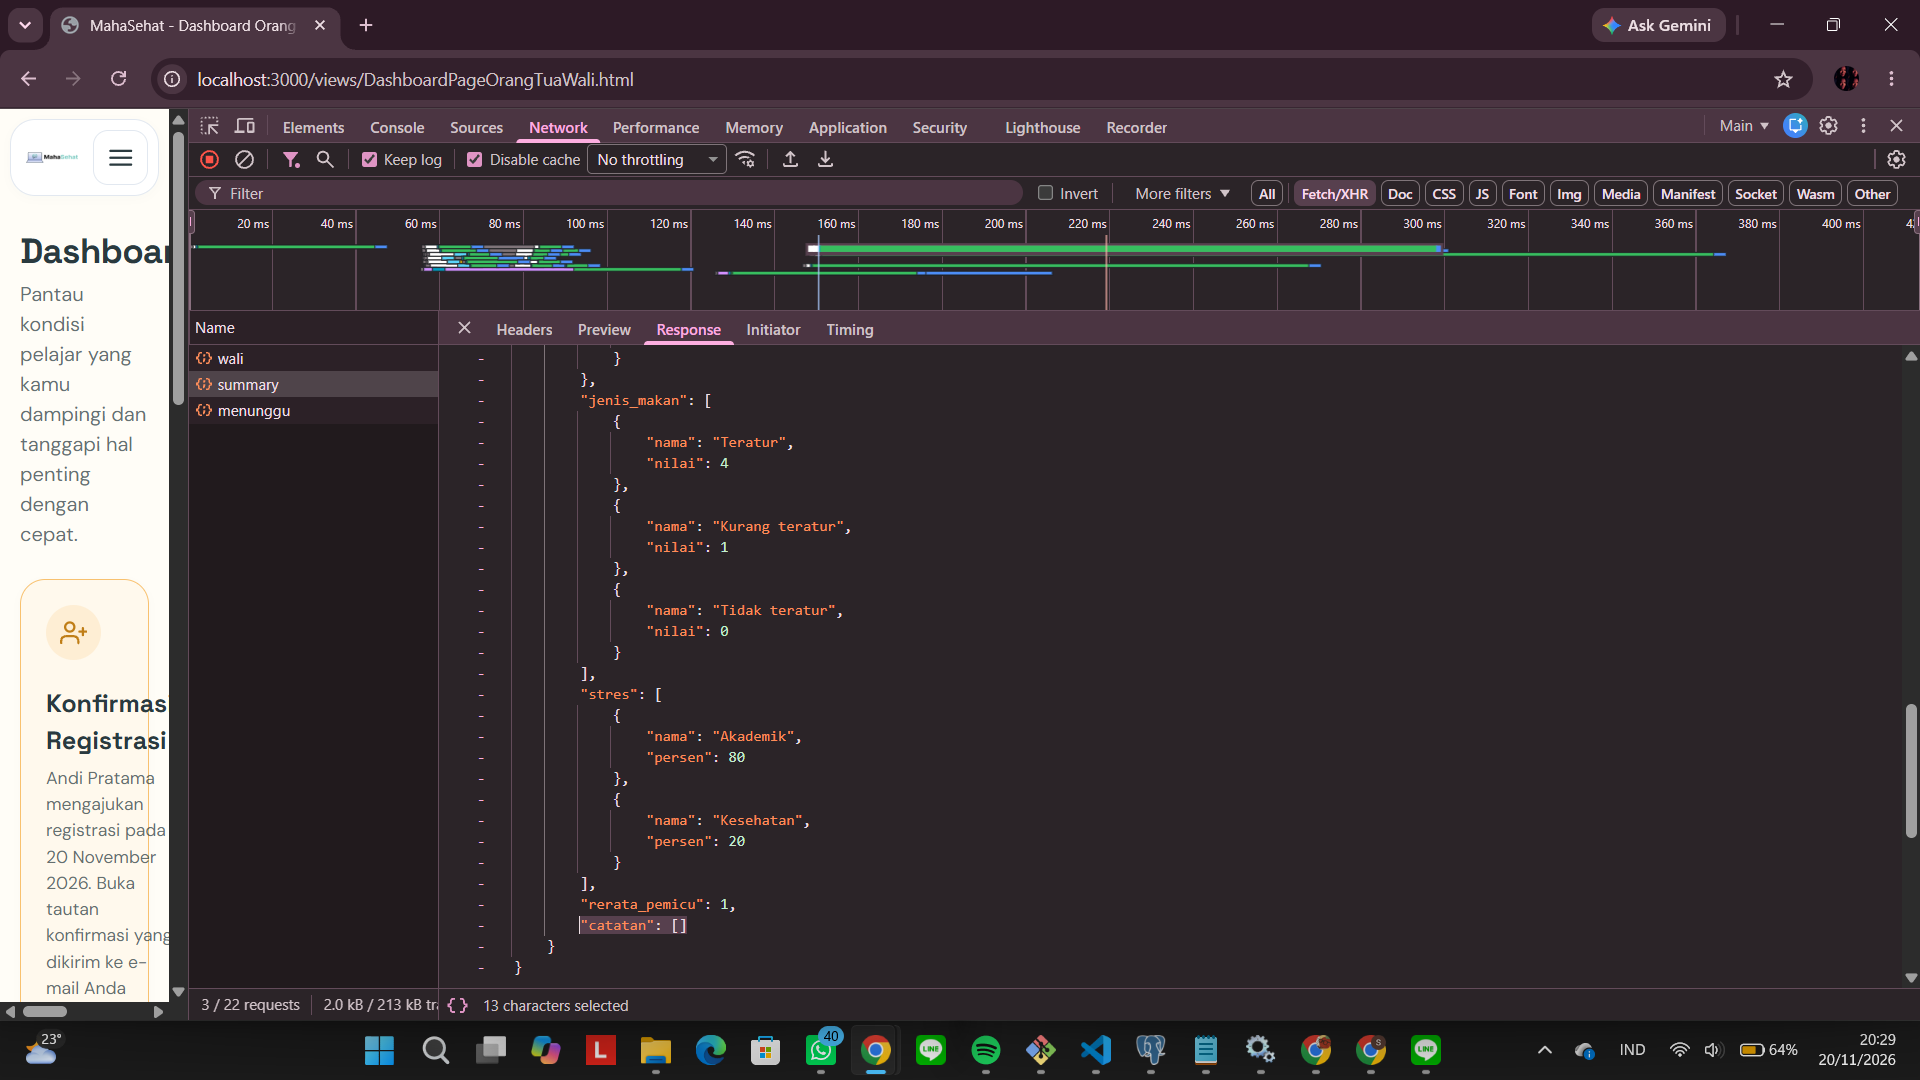 MahaSehat - Dashboard Orang
Ask Gemini
localhost:3000/views/DashboardPageOrangTuaWali.html
MahaSehat
Dashboar
Pantau
kondisi
pelajar yang
kamu
dampingi dan
tanggapi hal
penting
dengan
cepat.
Konfirmas
Registrasi
Andi Pratama
mengajukan
registrasi pada
20 November
2026. Buka
tautan
konfirmasi yang
dikirim ke e-
mail Anda
Elements Console Sources Network Performance Memory Application Security Lighthouse Recorder Main
Keep log Disable cache No throttling
Filter Invert More filters All Fetch/XHR Doc CSS JS Font Img Media Manifest Socket Wasm Other
20 ms 40 ms 60 ms 80 ms 100 ms 120 ms 140 ms 160 ms 180 ms 200 ms 220 ms 240 ms 260 ms 280 ms 300 ms 320 ms 340 ms 360 ms 380 ms 400 ms
Name
wali
summary
menunggu
Headers Preview Response Initiator Timing
- }
- },
- "jenis_makan": [
- {
- "nama": "Teratur",
- "nilai": 4
- },
- {
- "nama": "Kurang teratur",
- "nilai": 1
- },
- {
- "nama": "Tidak teratur",
- "nilai": 0
- }
- ],
- "stres": [
- {
- "nama": "Akademik",
- "persen": 80
- },
- {
- "nama": "Kesehatan",
- "persen": 20
- }
- ],
- "rerata_pemicu": 1,
- "catatan": []
- }
- }
3 / 22 requests 2.0 kB / 213 kB tra
{ } 13 characters selected
23°
L
40
LINE
S
LINE
IND
64%
20:29
20/11/2026